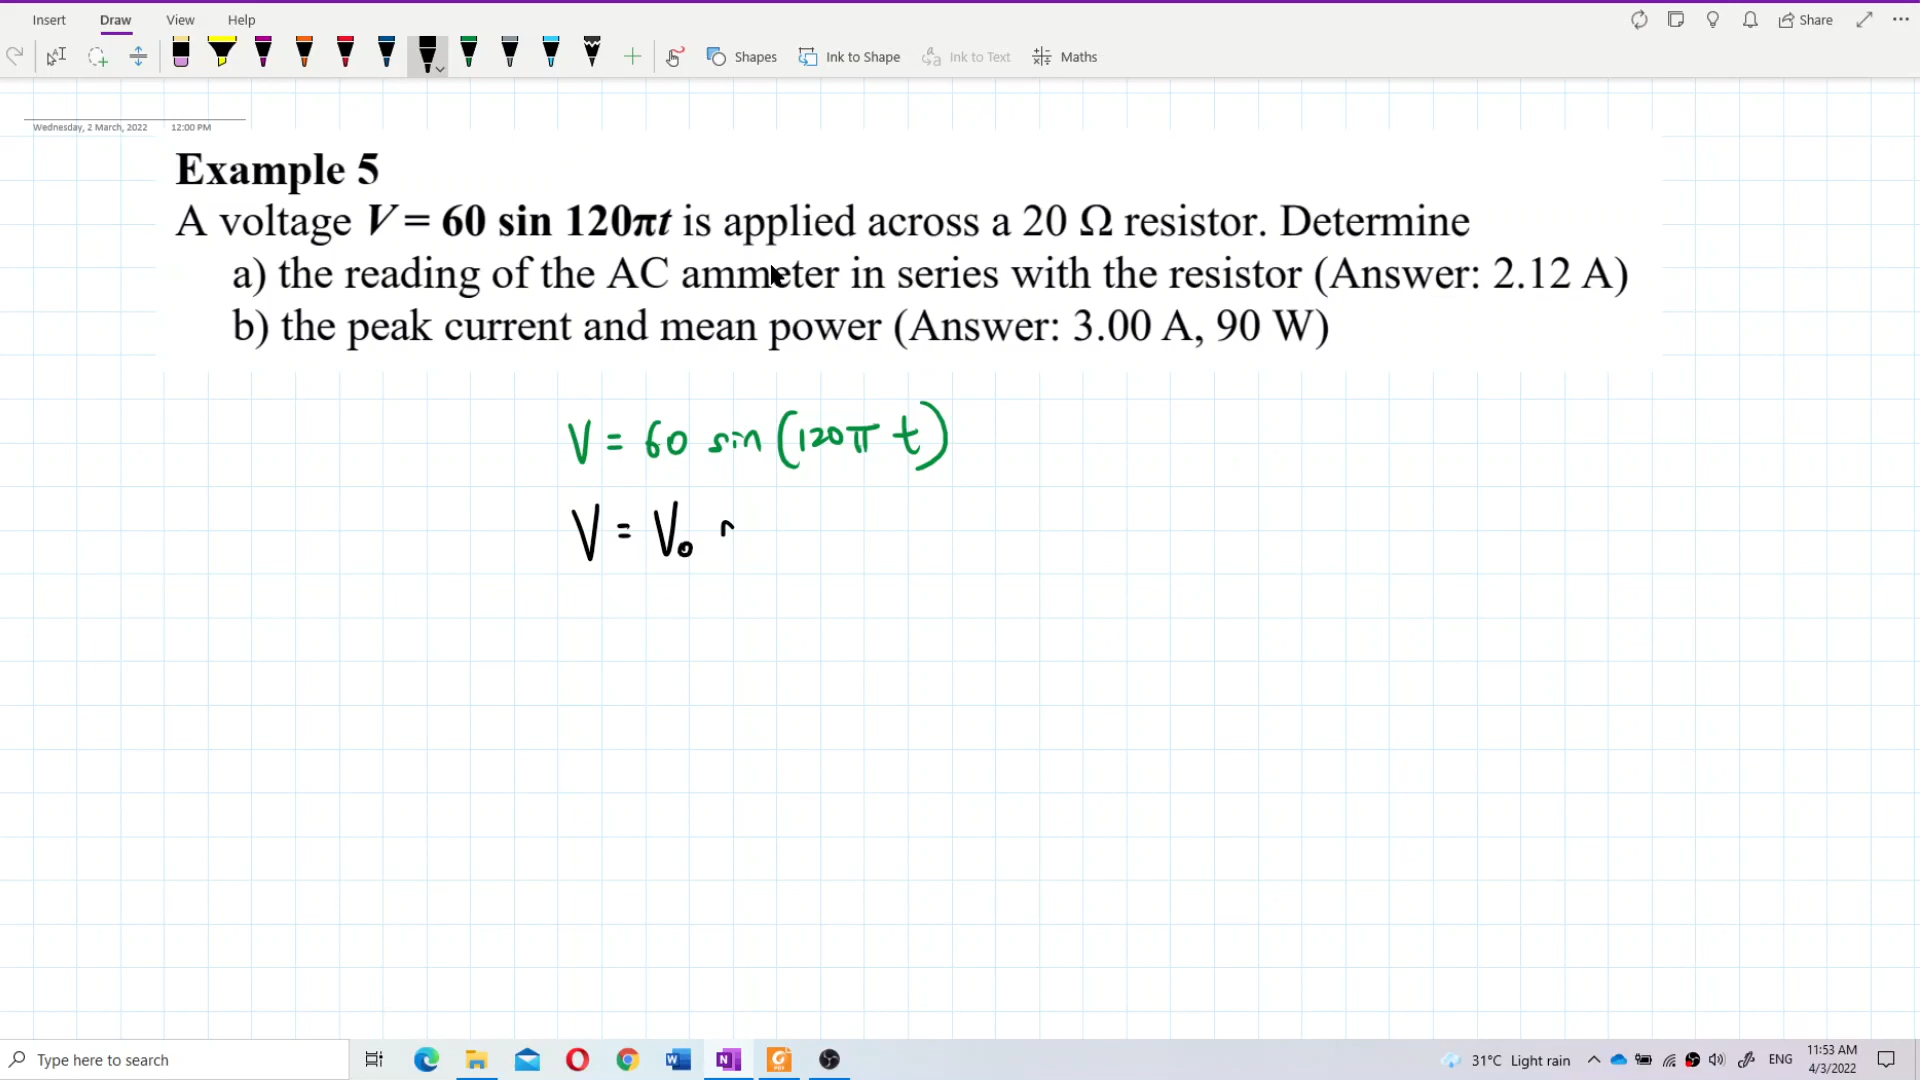 Insert Draw View Help
Share
Shapes Ink to Shape Ink to Text Maths
Wednesday, 2 March, 2022 12:00 PM
Example 5
A voltage V = 60 sin 120πt is applied across a 20 Ω resistor. Determine
a) the reading of the AC ammeter in series with the resistor (Answer: 2.12 A)
b) the peak current and mean power (Answer: 3.00 A, 90 W)
V = 60 sin (120π t)
V = V₀
Type here to search
31°C Light rain
ENG
11:53 AM
4/3/2022